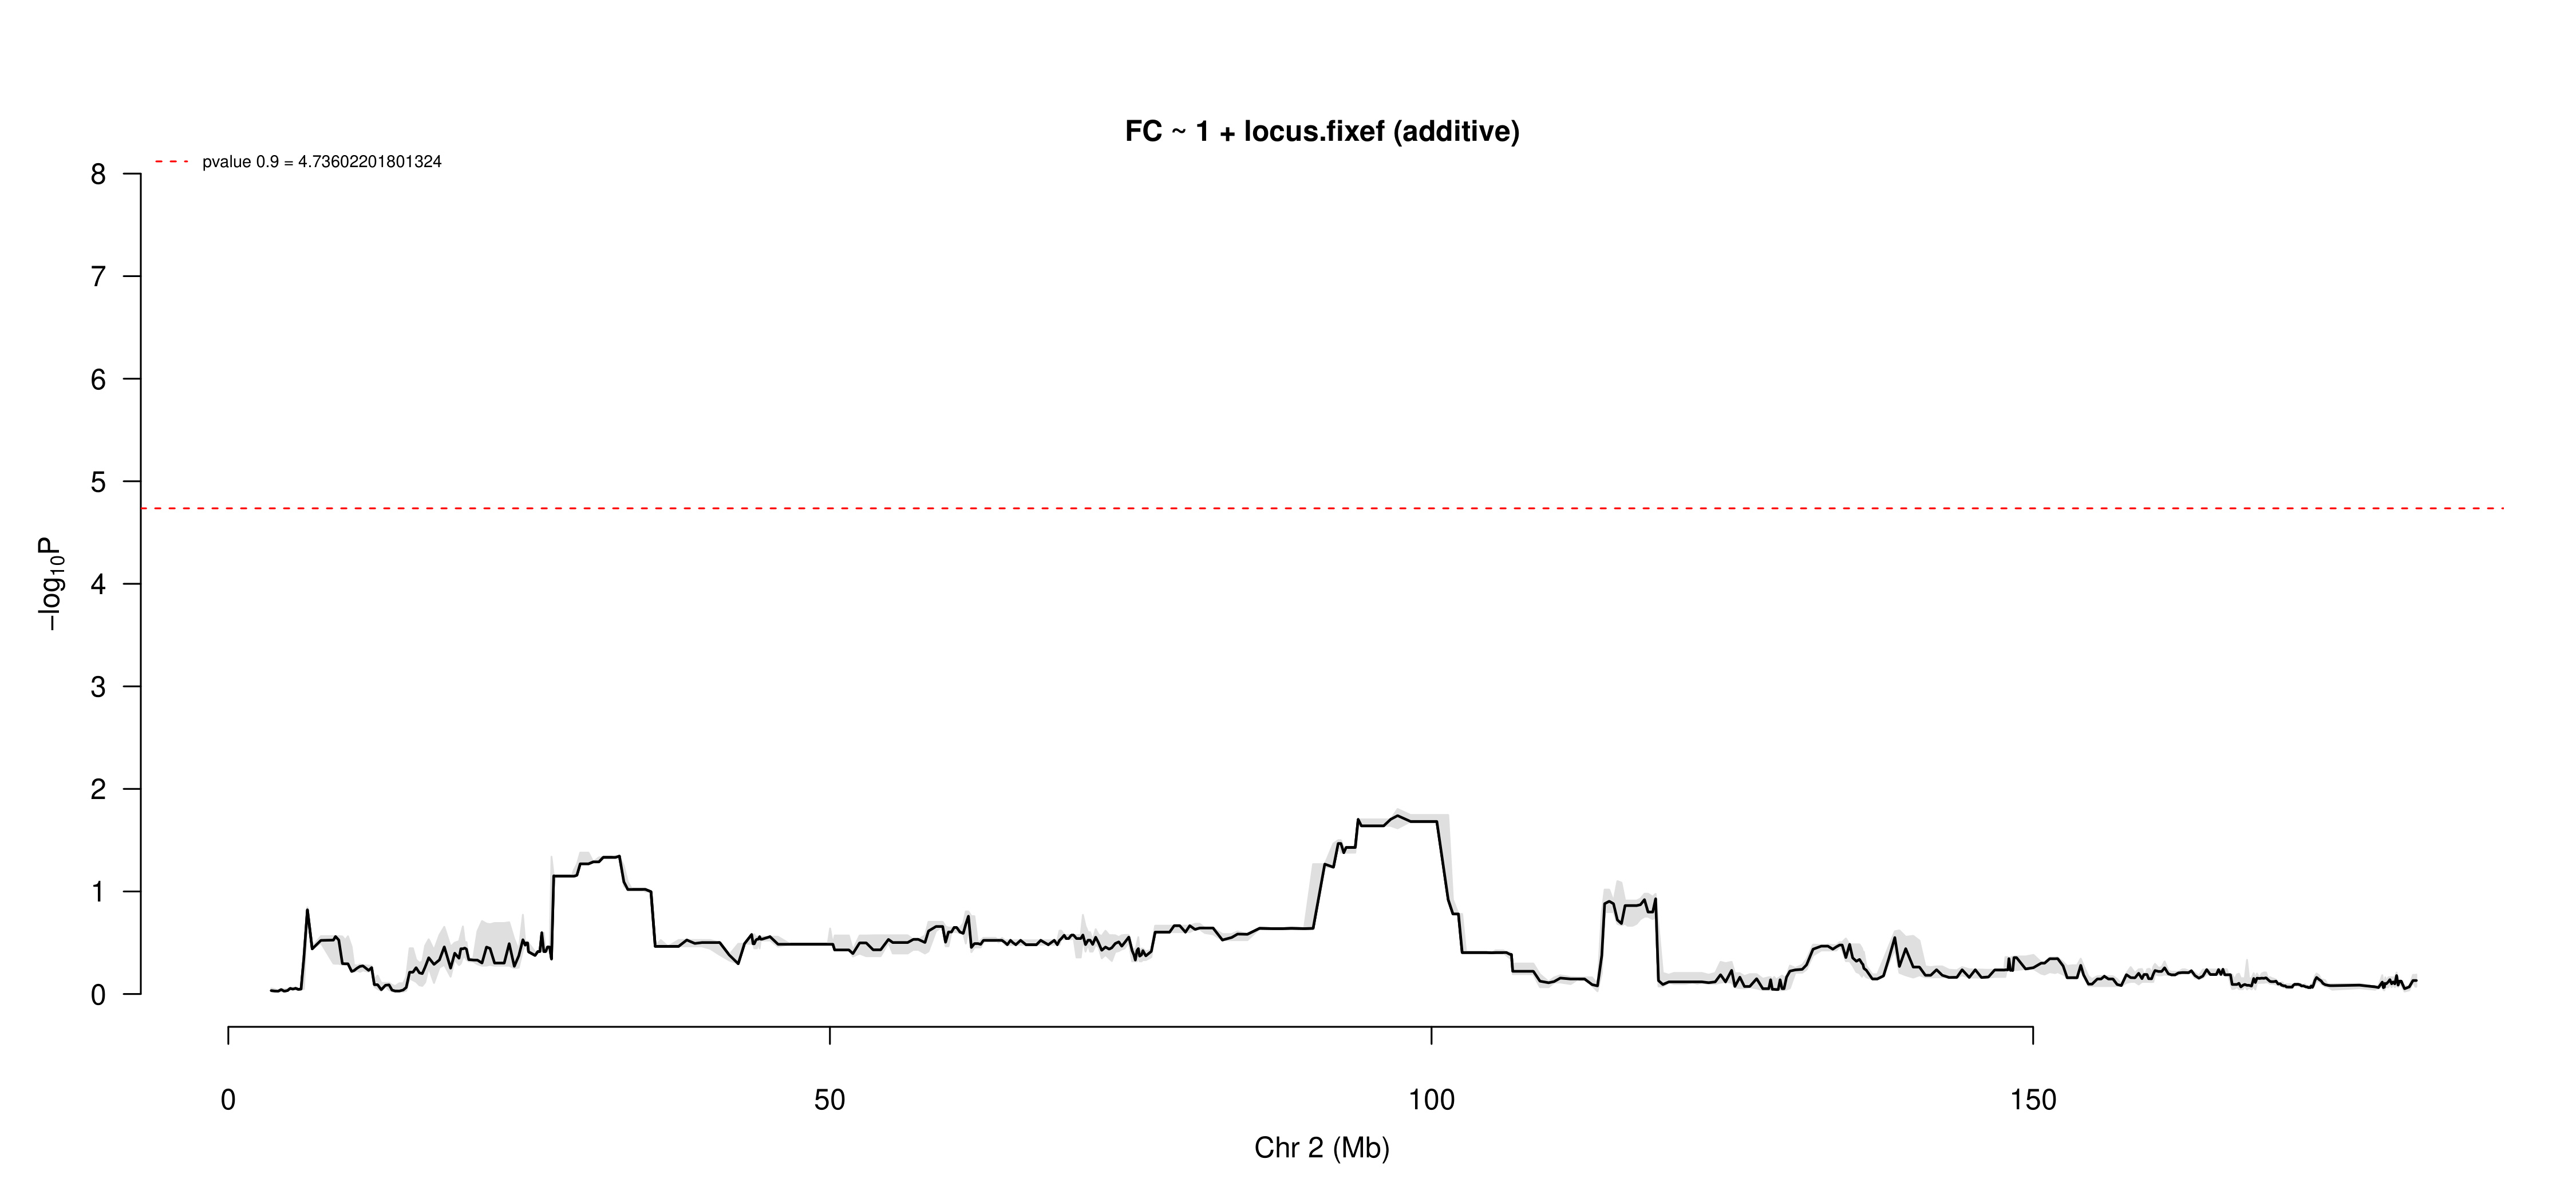 FC ~ 1 + locus.fixef (additive)
pvalue 0.9 = 4.73602201801324
8
7
6
5
4
3
2
1
0
−log10P
0 50 100 150
Chr 2 (Mb)